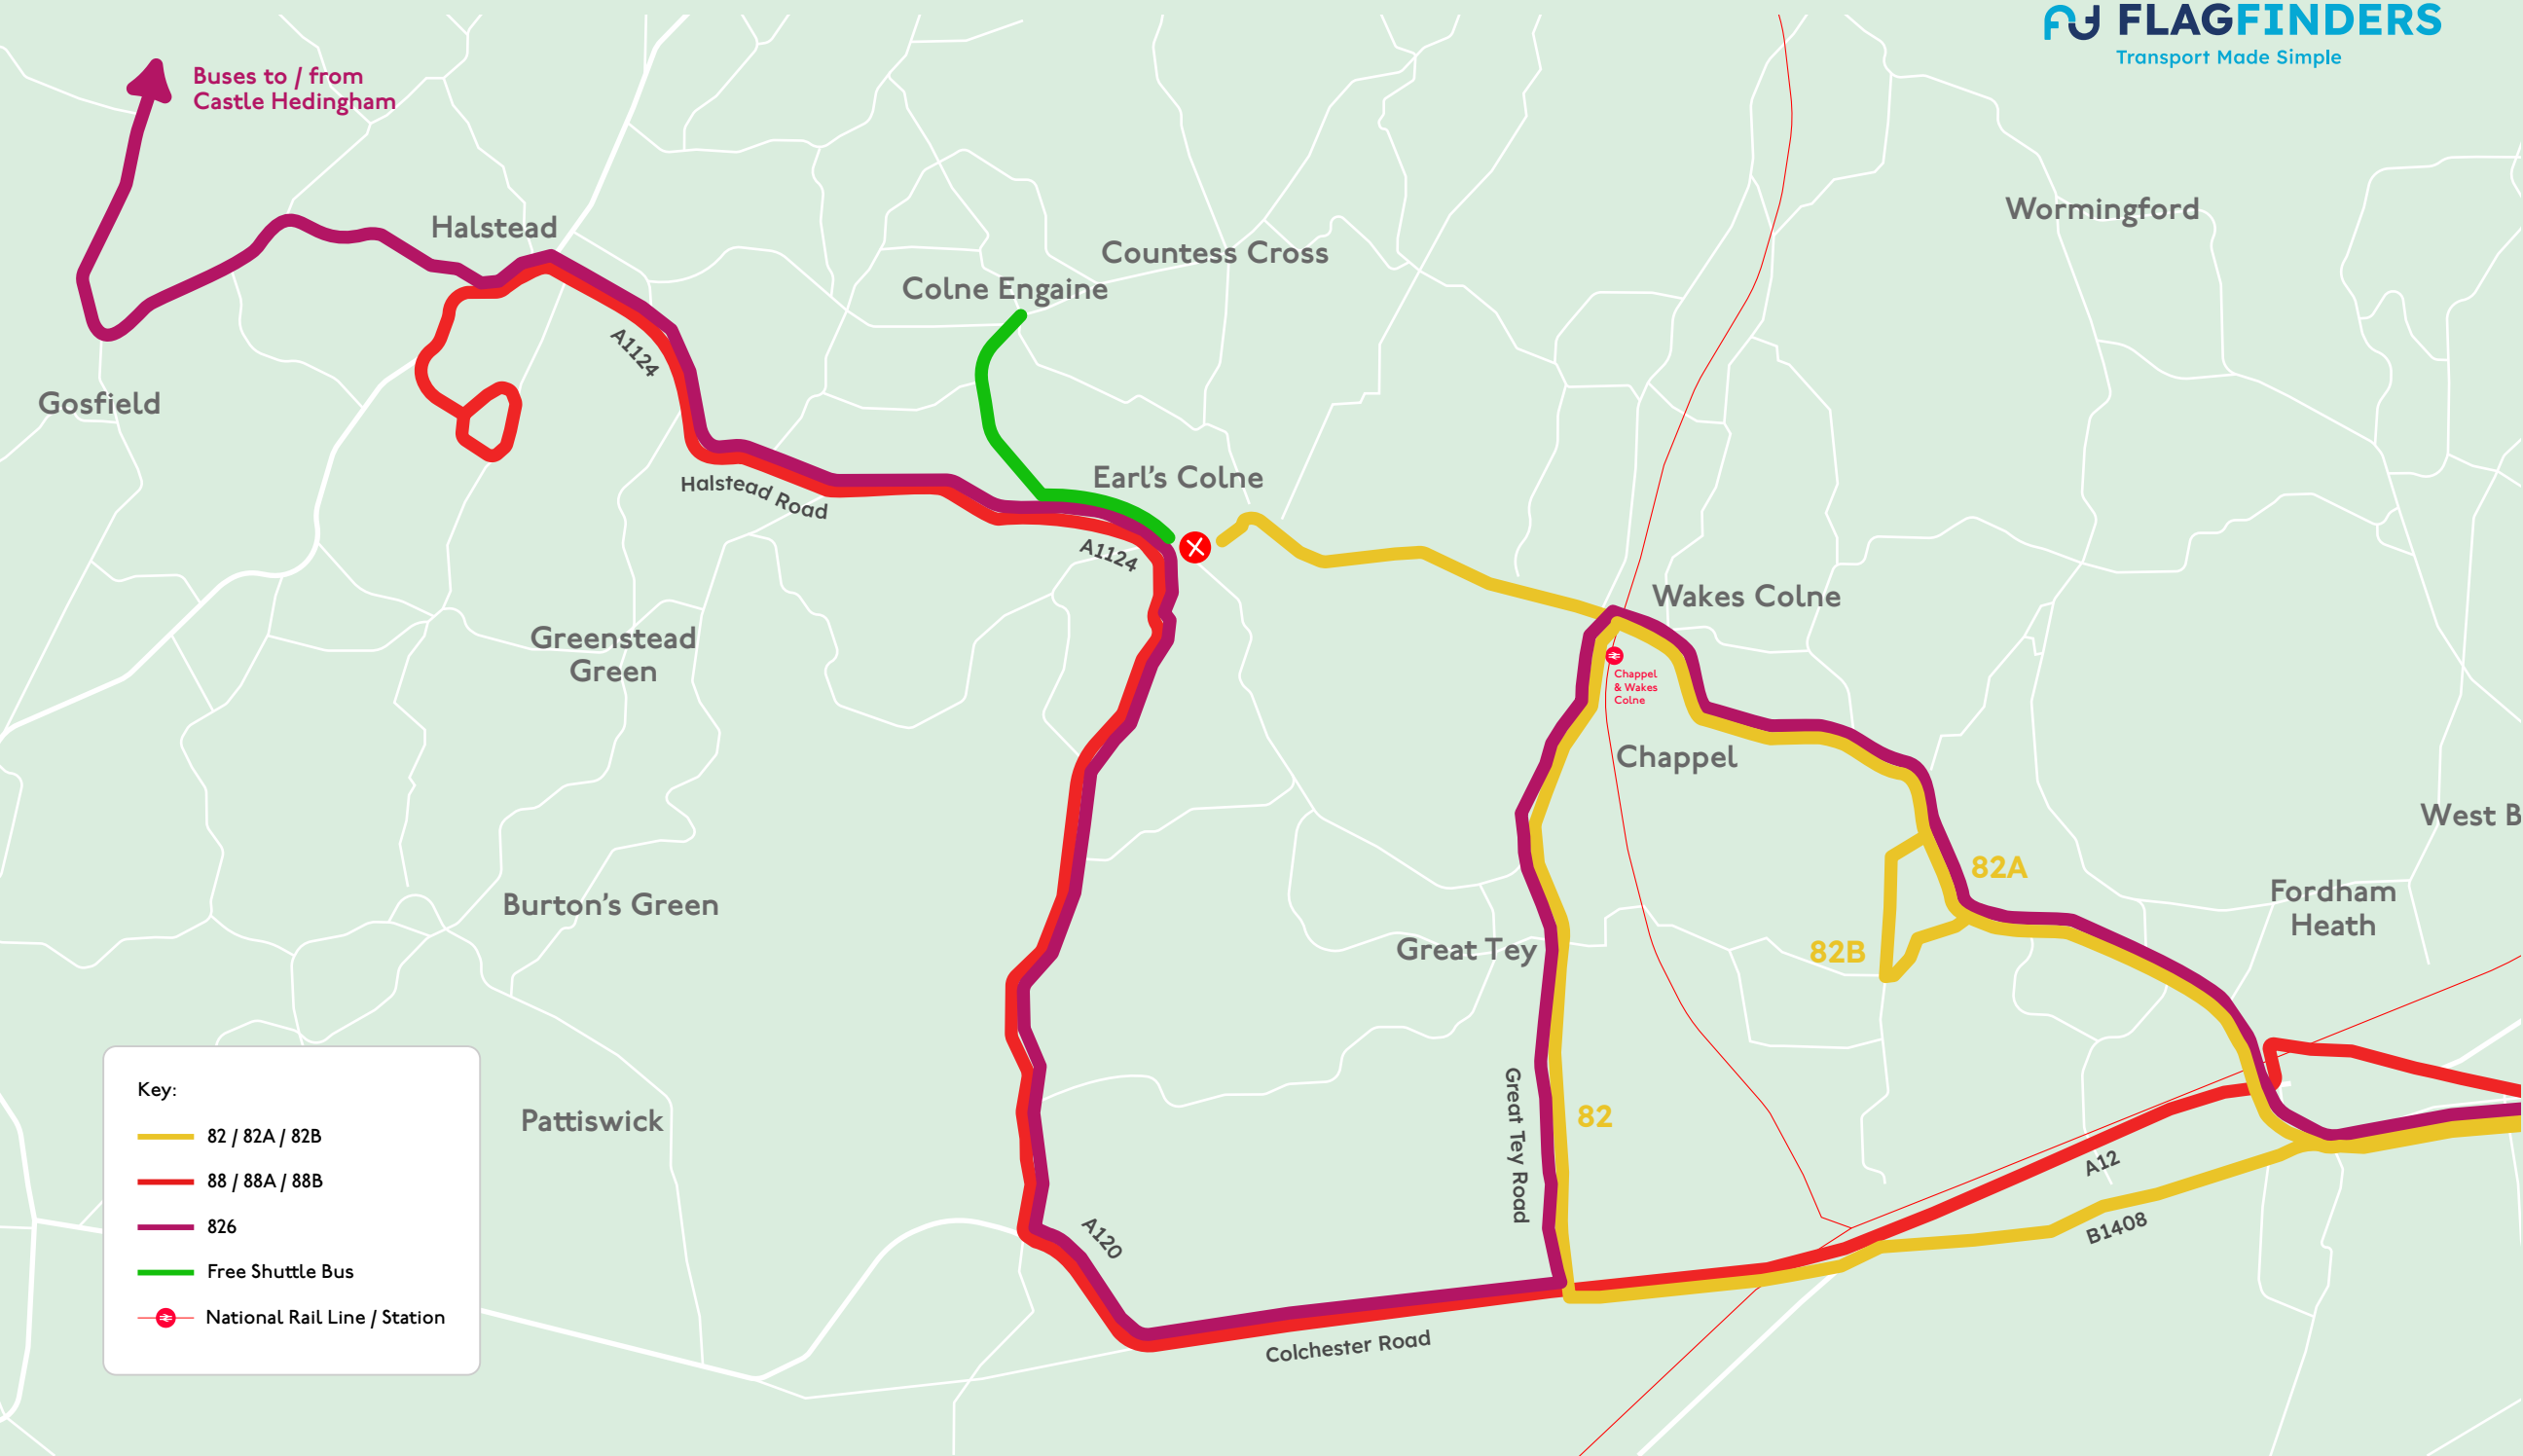 FLAGFINDERS
Transport Made Simple
Buses to / from
Castle Hedingham
Halstead
Wormingford
Countess Cross
Colne Engaine
A1124
Gosfield
Earl's Colne
Halstead Road
A1124
Wakes Colne
Greenstead
Green
Chappel
& Wakes
Colne
Chappel
West B
82A
Fordham
Heath
Burton's Green
Great Tey
82B
Key:
82 / 82A / 82B
88 / 88A / 88B
826
Free Shuttle Bus
National Rail Line / Station
Pattiswick
82
Great Tey Road
A12
B1408
A120
Colchester Road